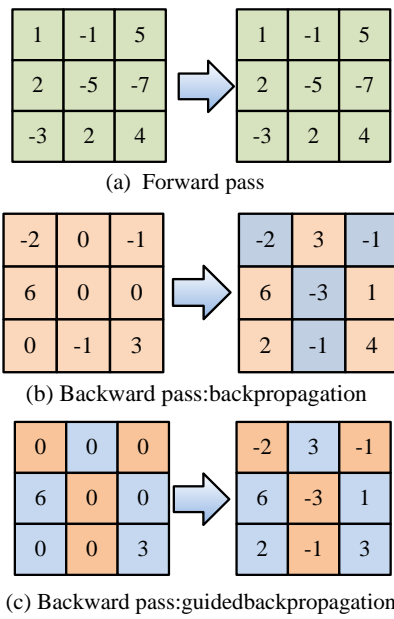 1 -1 5 1 -1 5
2 -5 -7 2 -5 -7
-3 2 4 -3 2 4
(a) Forward pass
-2 0 -1 -2 3 -1
6 0 0 6 -3 1
0 -1 3 2 -1 4
(b) Backward pass:backpropagation
0 0 0 -2 3 -1
6 0 0 6 -3 1
0 0 3 2 -1 3
(c) Backward pass:guidedbackpropagation